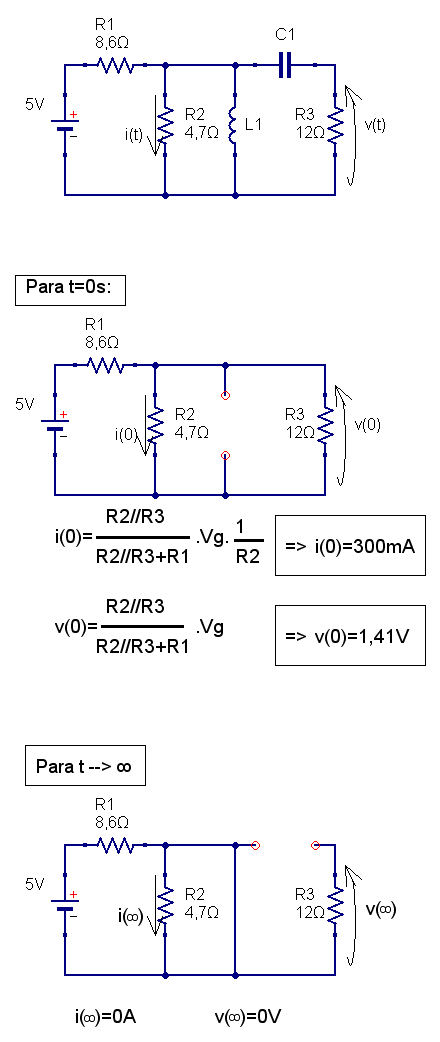 R1
8,6Ω
C1
5V
+
−
i(t)
R2
4,7Ω
L1
R3
12Ω
v(t)
Para t=0s:
R1
8,6Ω
5V
+
−
i(0)
R2
4,7Ω
R3
12Ω
v(0)
i(0)= R2//R3 / R2//R3+R1 .Vg. 1 / R2
=> i(0)=300mA
v(0)= R2//R3 / R2//R3+R1 .Vg
=> v(0)=1,41V
Para t --> ∞
R1
8,6Ω
5V
+
−
i(∞)
R2
4,7Ω
R3
12Ω
v(∞)
i(∞)=0A v(∞)=0V